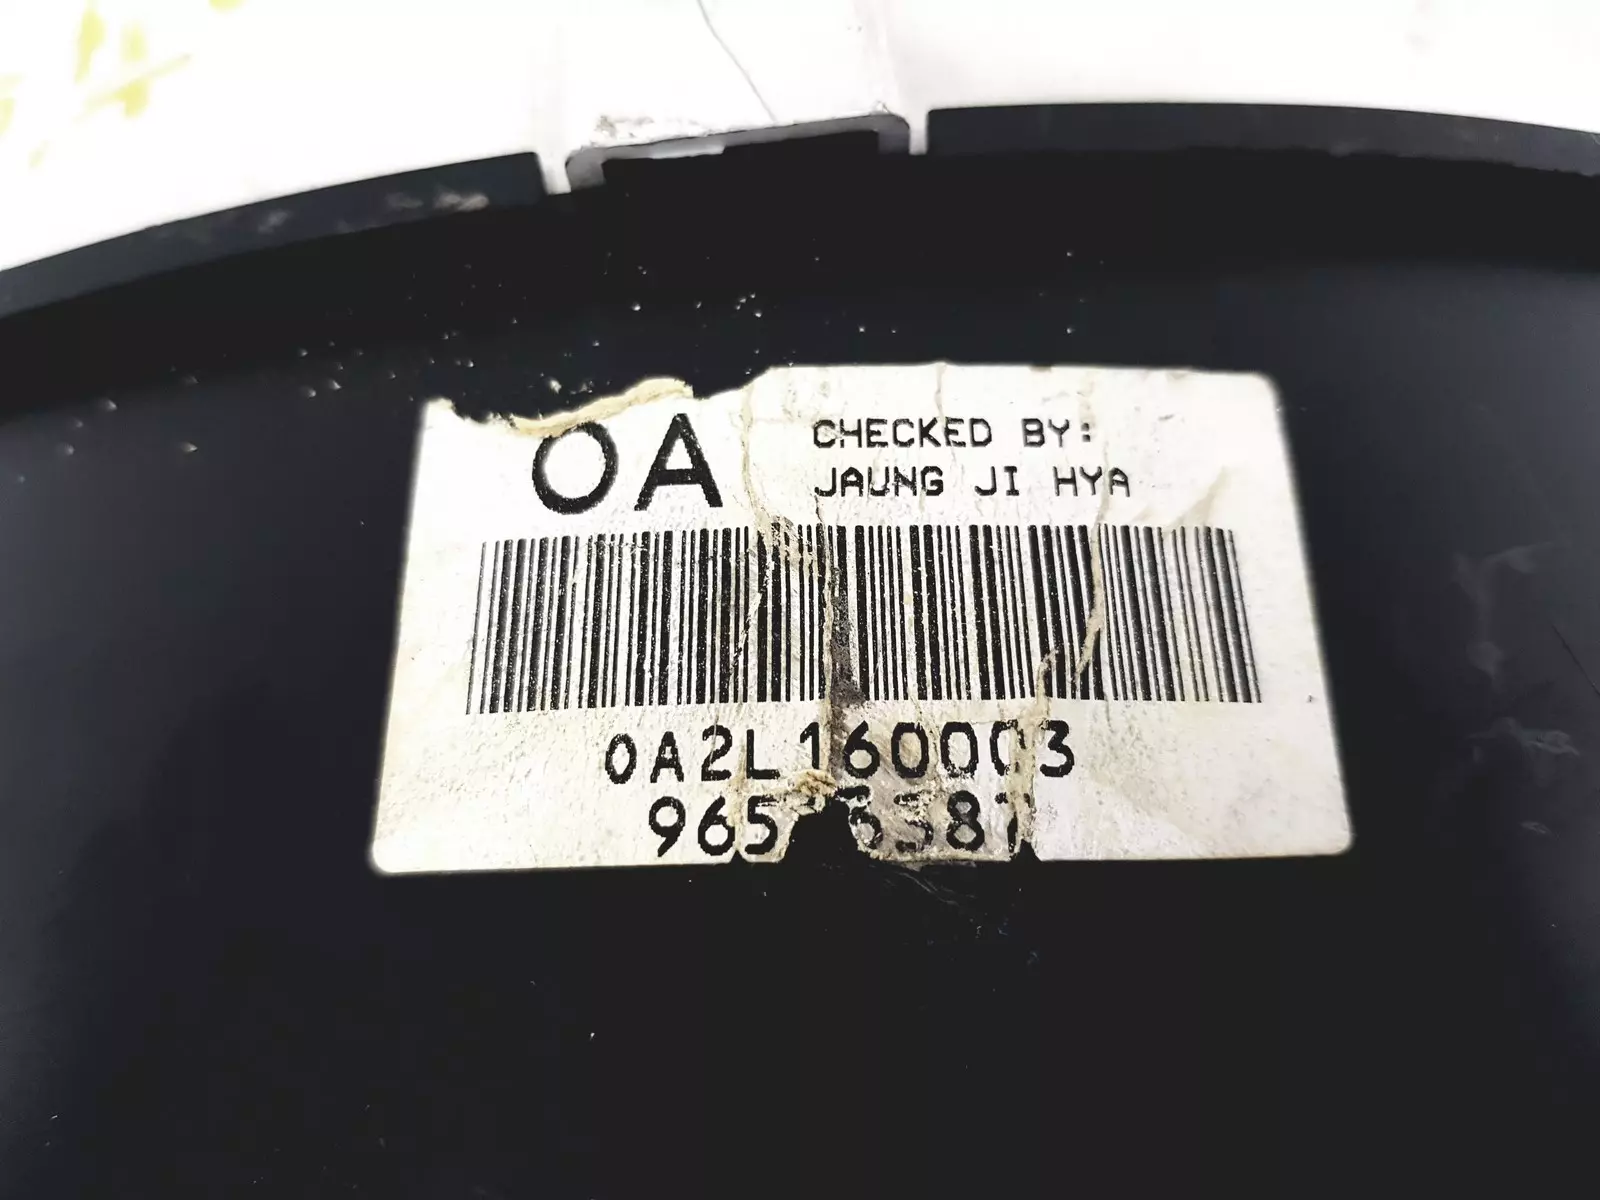 OA
CHECKED BY:
JAUNG JI HYA
0A2L160003